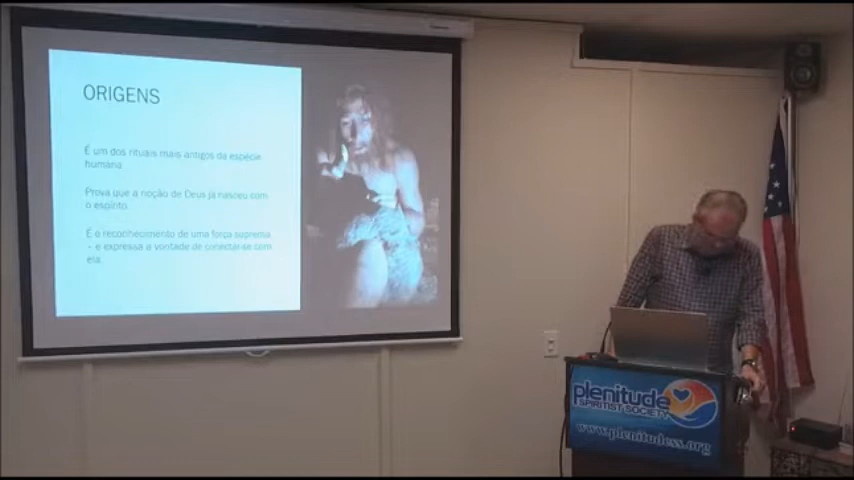 ORIGENS
É um dos rituais mais antigos da espécie
humana.
Prova que a noção de Deus já nasceu com
o espírito.
É o reconhecimento de uma força suprema
- e expressa a vontade de conectar-se com
ela.
plenitude
SPIRITIST SOCIETY
www.plenitudess.org